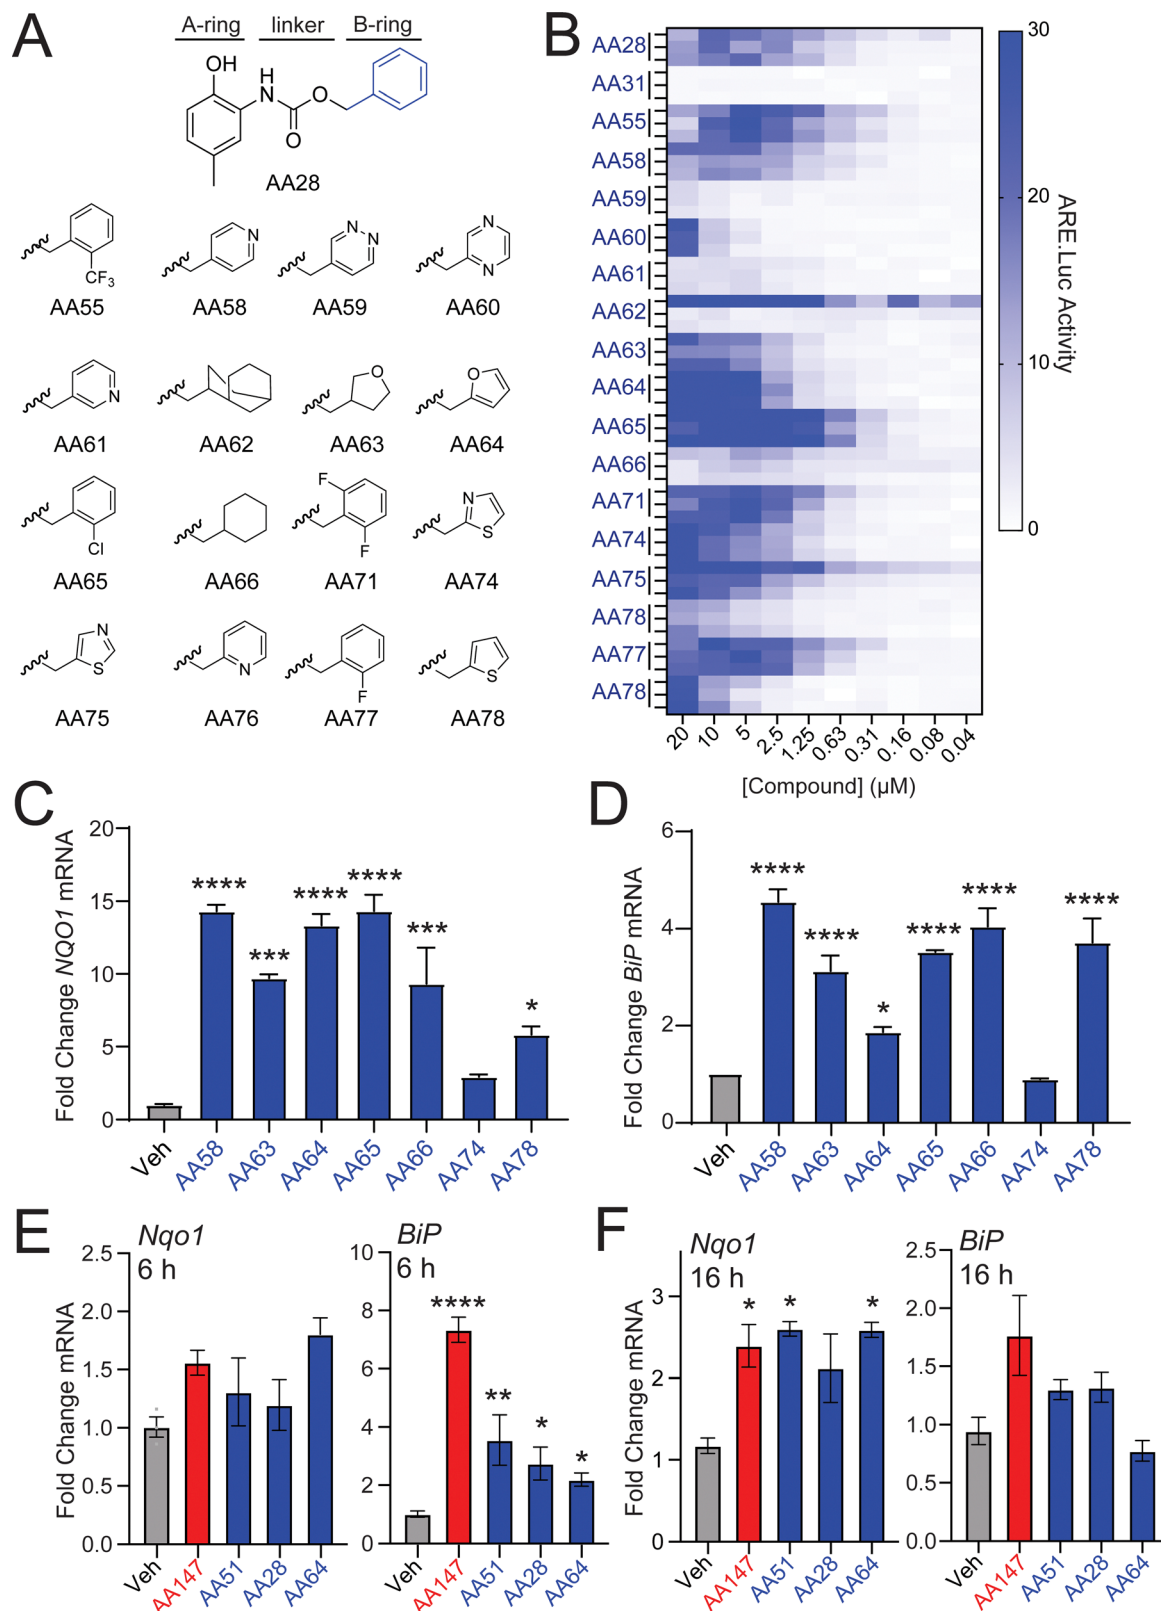 A
A-ring linker B-ring
OH
H
N
O
O
AA28
CF3
AA55
N
AA58
N
N
AA59
N
N
AA60
N
AA61
AA62
O
AA63
O
AA64
Cl
AA65
AA66
F
F
AA71
N
S
AA74
N
S
AA75
N
AA76
F
AA77
S
AA78
B
AA28
AA31
AA55
AA58
AA59
AA60
AA61
AA62
AA63
AA64
AA65
AA66
AA71
AA74
AA75
AA78
AA77
AA78
20 10 5 2.5 1.25 0.63 0.31 0.16 0.08 0.04
[Compound] (µM)
30
20
10
0
ARE.Luc Activity
C
Fold Change NQO1 mRNA
20
15
10
5
0
**** *** **** **** *** *
Veh AA58 AA63 AA64 AA65 AA66 AA74 AA78
D
Fold Change BiP mRNA
6
4
2
0
**** **** * **** **** ****
Veh AA58 AA63 AA64 AA65 AA66 AA74 AA78
E
Nqo1
6 h
Fold Change mRNA
2.5
2.0
1.5
1.0
0.5
0.0
Veh AA147 AA51 AA28 AA64
BiP
6 h
10
8
6
4
2
0
**** ** * *
Veh AA147 AA51 AA28 AA64
F
Nqo1
16 h
Fold Change mRNA
3
2
1
0
* * *
Veh AA147 AA51 AA28 AA64
BiP
16 h
2.5
2.0
1.5
1.0
0.5
0.0
Veh AA147 AA51 AA28 AA64